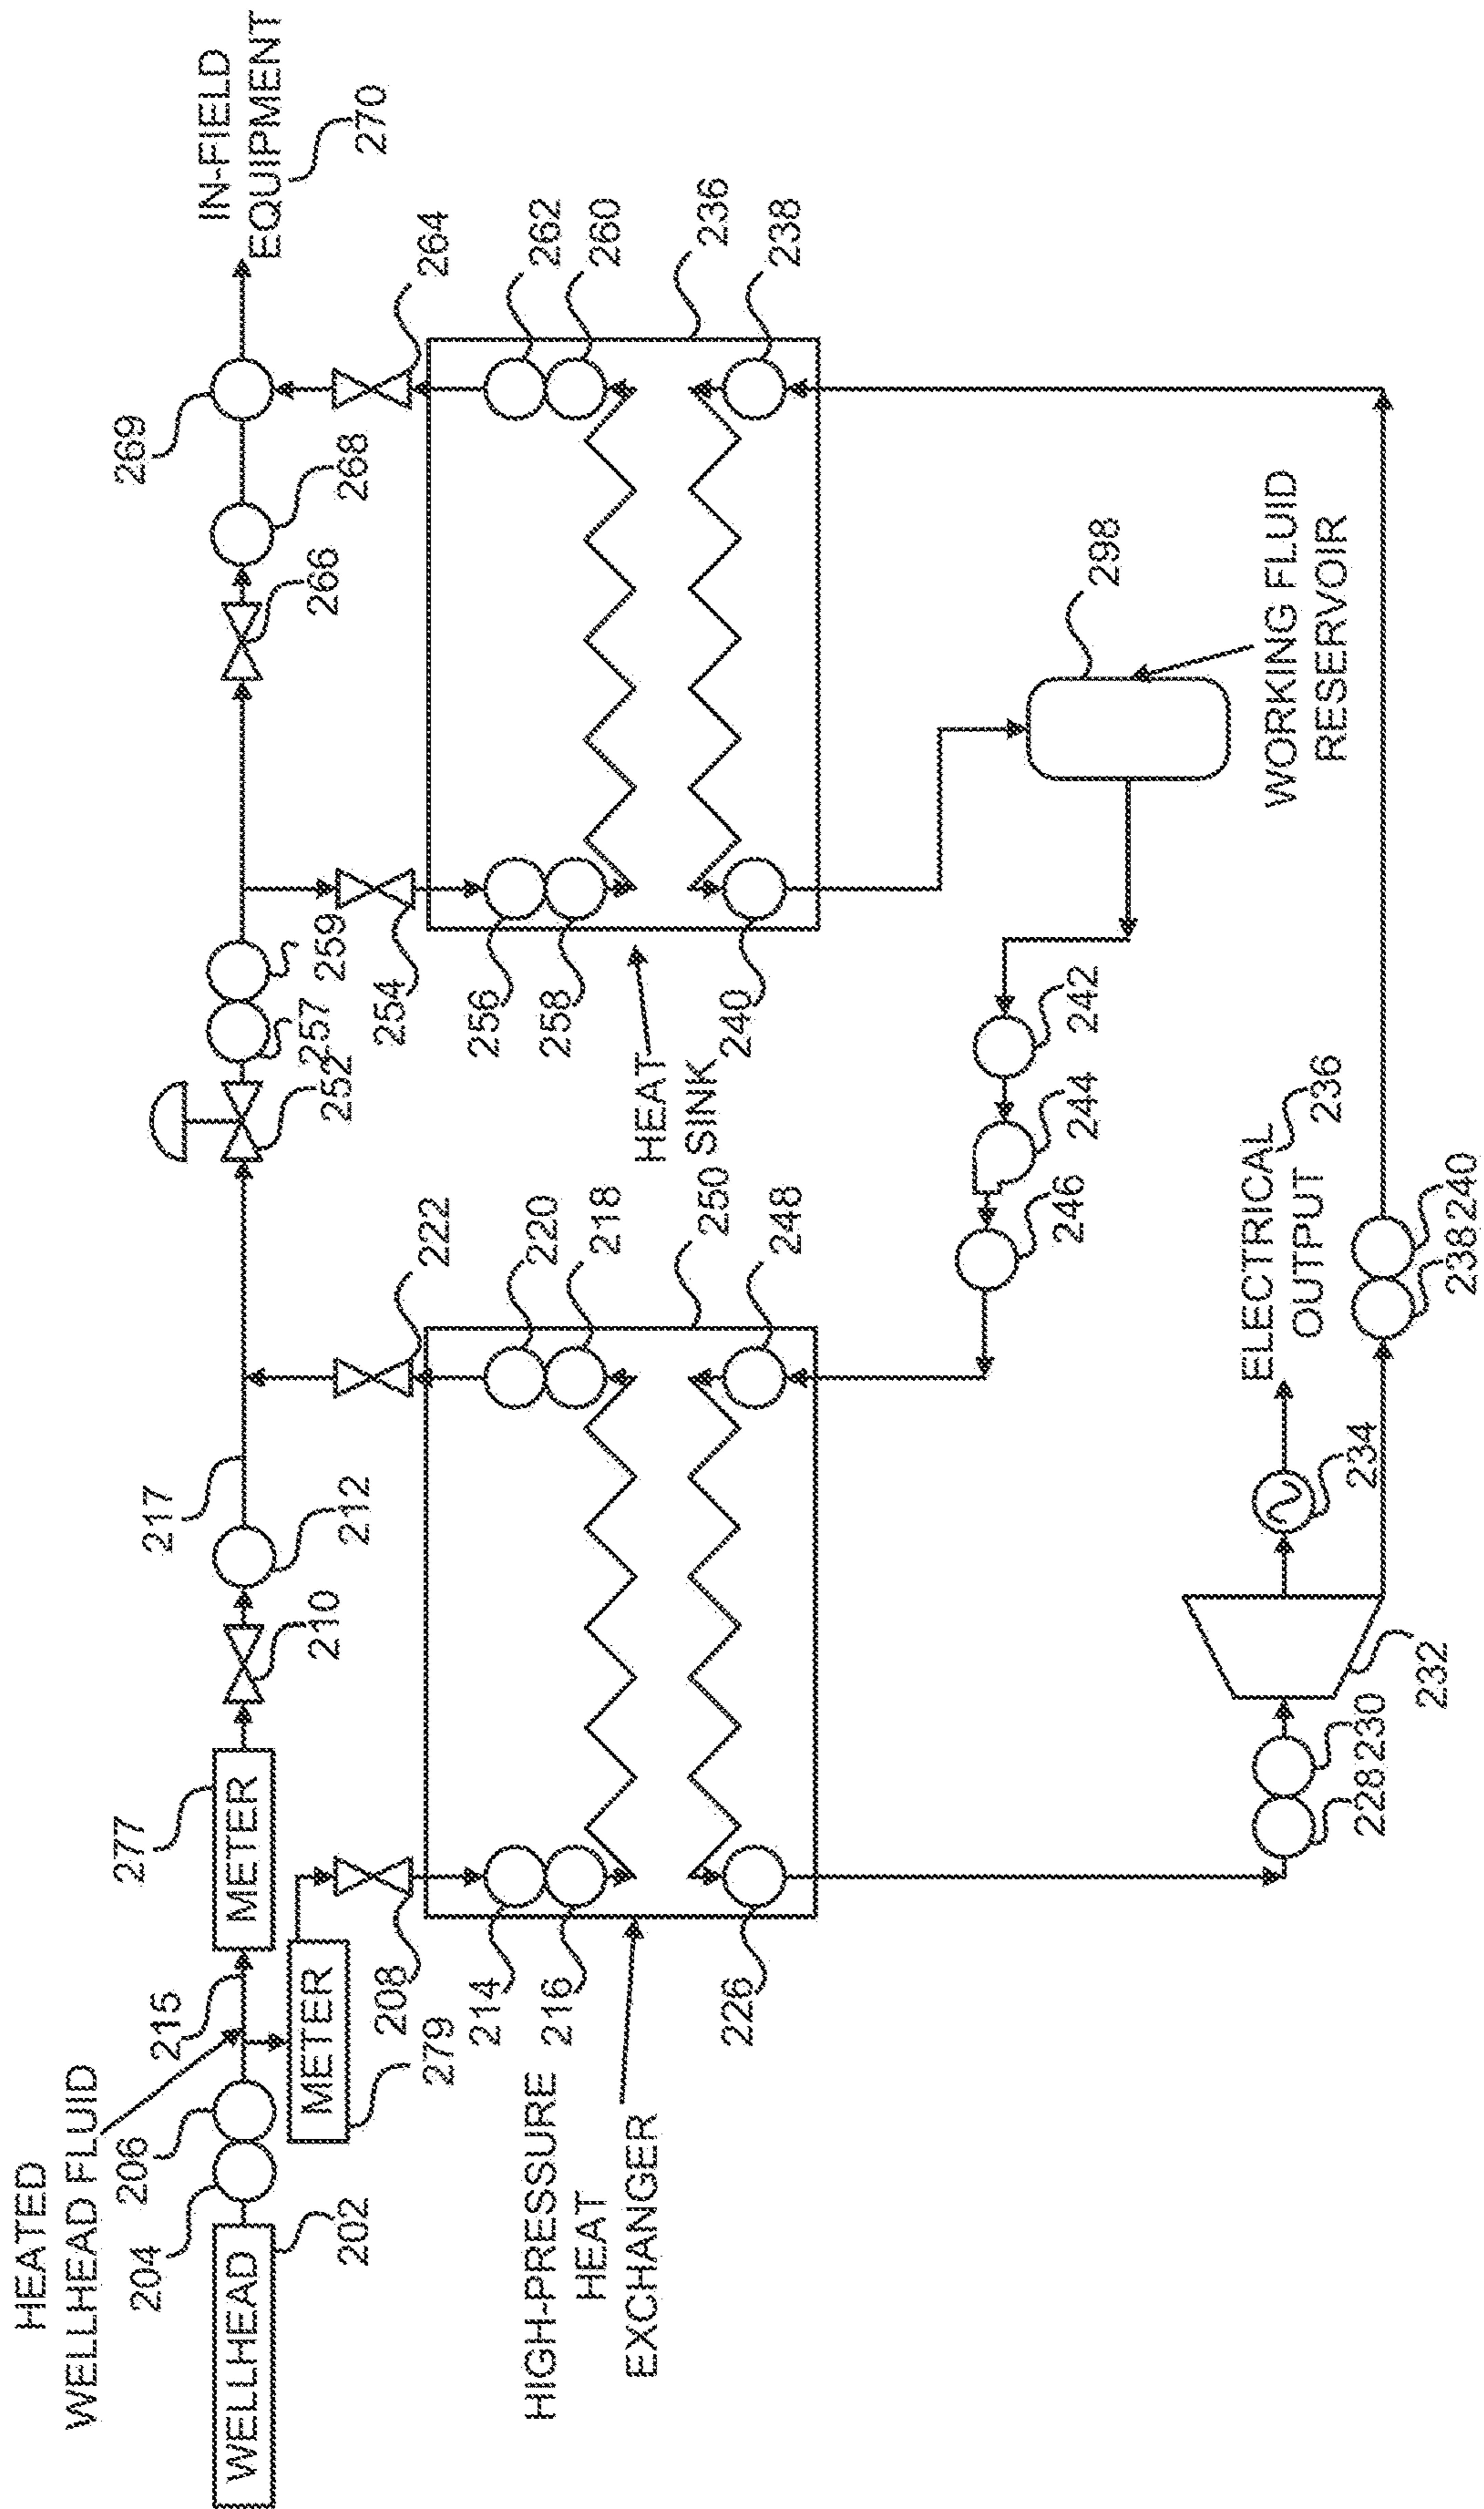 HEATED
WELLHEAD FLUID
WELLHEAD
202
204
206
215
METER
277
METER
279
210
212
217
208
222
252
257
259
254
266
268
269
264
IN-FIELD
EQUIPMENT
270
HIGH-PRESSURE
HEAT
EXCHANGER
214
216
226
220
218
250
248
HEAT
SINK
256
258
240
262
260
236
238
246
244
242
298
WORKING FLUID
RESERVOIR
228
230
232
234
ELECTRICAL
OUTPUT
236
238
240